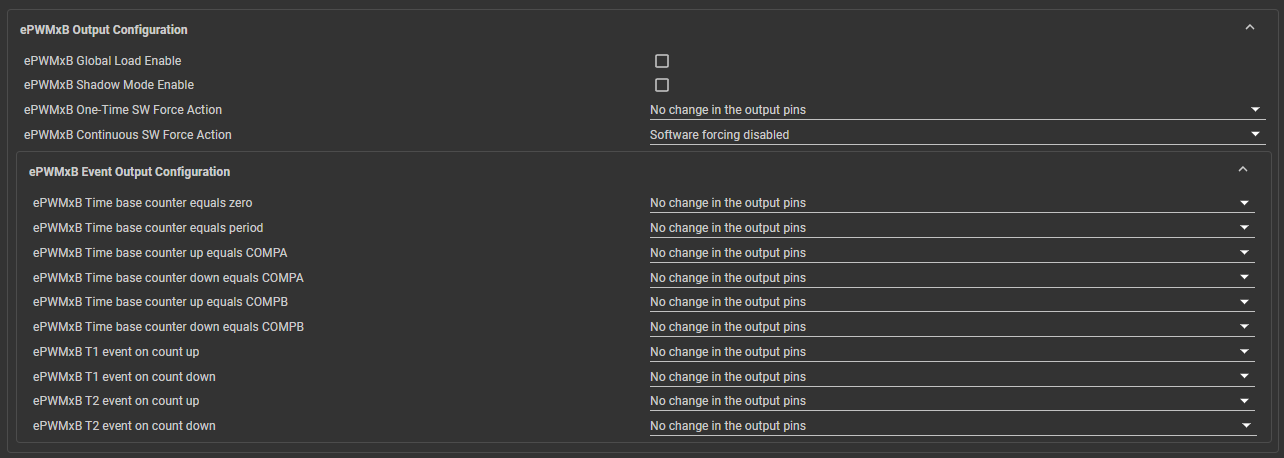 ePWMxB Output Configuration
ePWMxB Global Load Enable
ePWMxB Shadow Mode Enable
ePWMxB One-Time SW Force Action No change in the output pins
ePWMxB Continuous SW Force Action Software forcing disabled
ePWMxB Event Output Configuration
ePWMxB Time base counter equals zero No change in the output pins
ePWMxB Time base counter equals period No change in the output pins
ePWMxB Time base counter up equals COMPA No change in the output pins
ePWMxB Time base counter down equals COMPA No change in the output pins
ePWMxB Time base counter up equals COMPB No change in the output pins
ePWMxB Time base counter down equals COMPB No change in the output pins
ePWMxB T1 event on count up No change in the output pins
ePWMxB T1 event on count down No change in the output pins
ePWMxB T2 event on count up No change in the output pins
ePWMxB T2 event on count down No change in the output pins